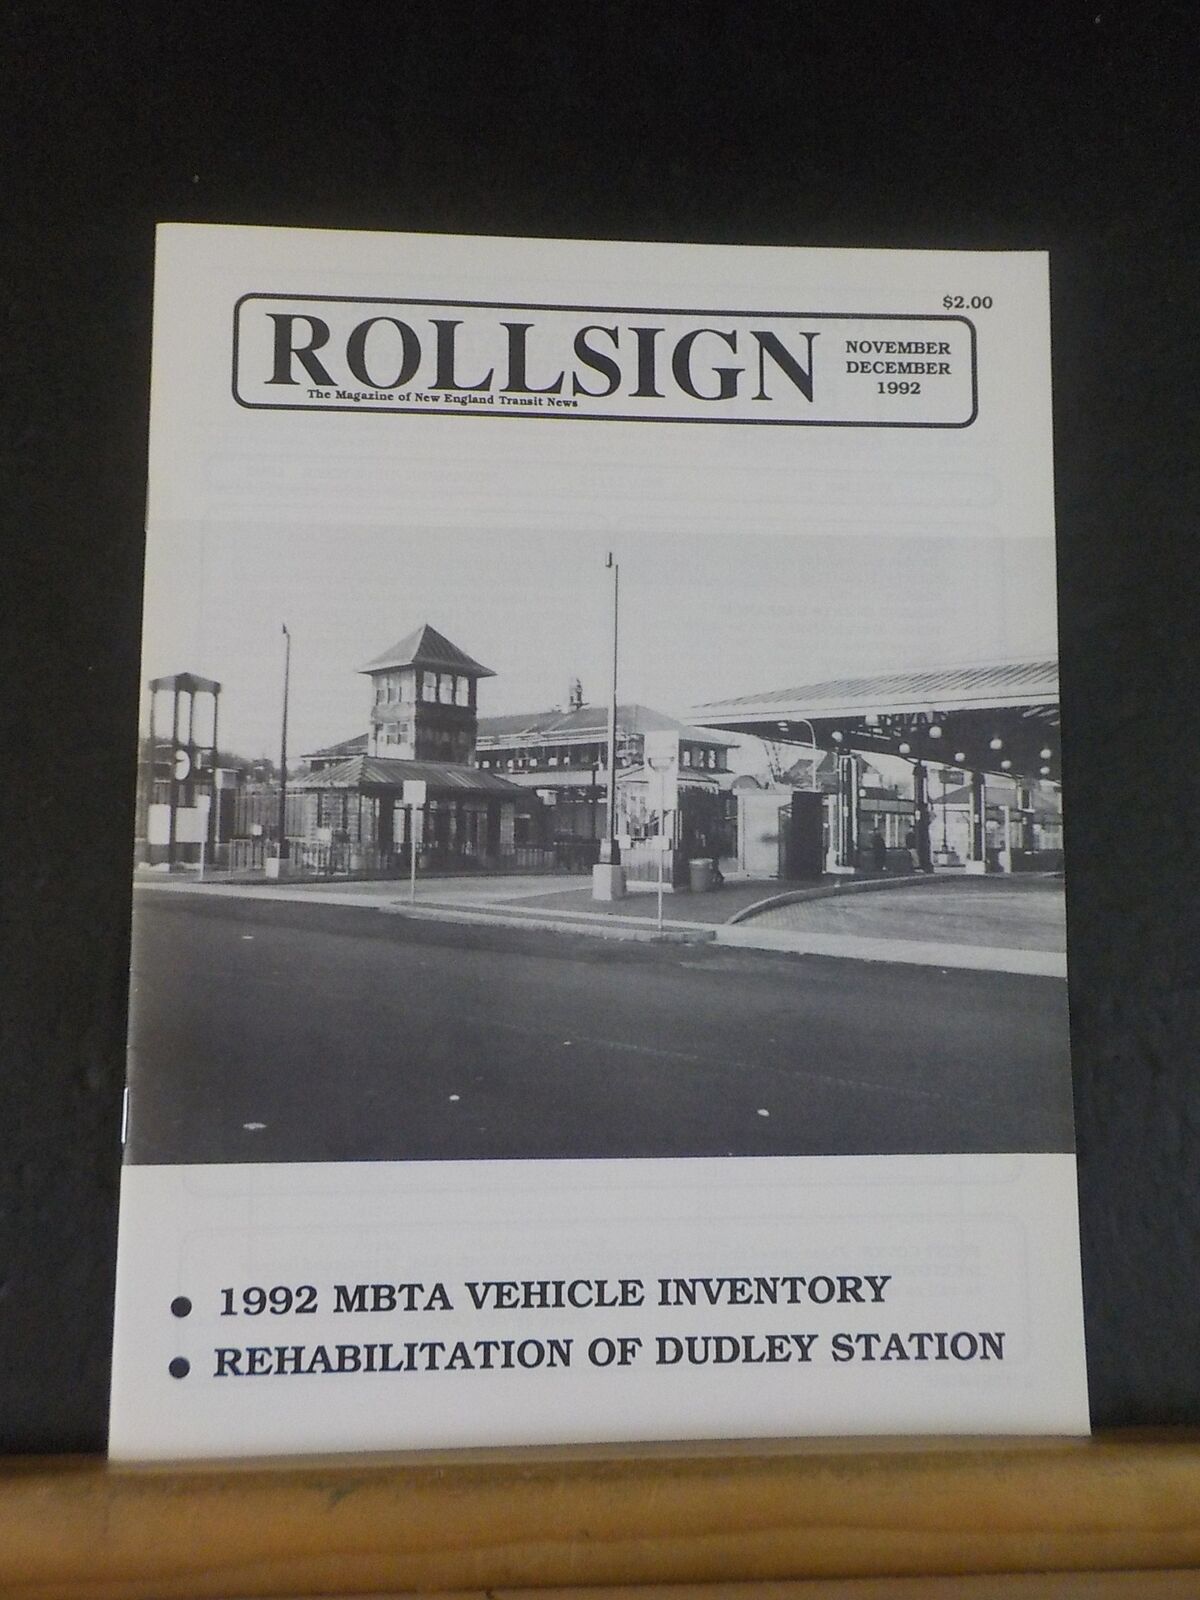 $2.00
ROLLSIGN
The Magazine of New England Transit News
NOVEMBER
DECEMBER
1992
• 1992 MBTA VEHICLE INVENTORY
• REHABILITATION OF DUDLEY STATION